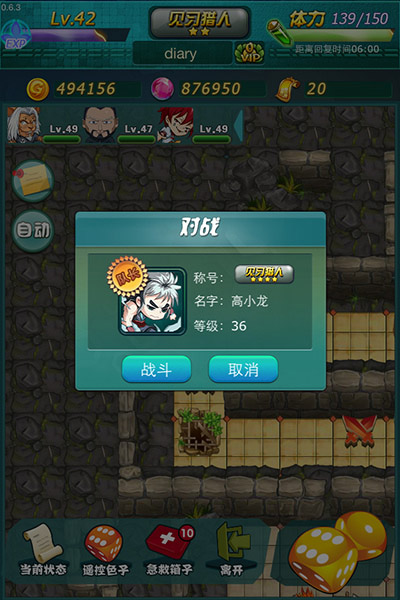 0.6.3
Lv.42
见习猎人
体力 139/150
EXP
diary
0
VIP
距离回复时间06:00
494156
876950
20
Lv.49
Lv.47
Lv.49
自动
对战
队长
称号：
见习猎人
名字：高小龙
等级：36
战斗
取消
10
当前状态
遥控色子
急救箱子
离开